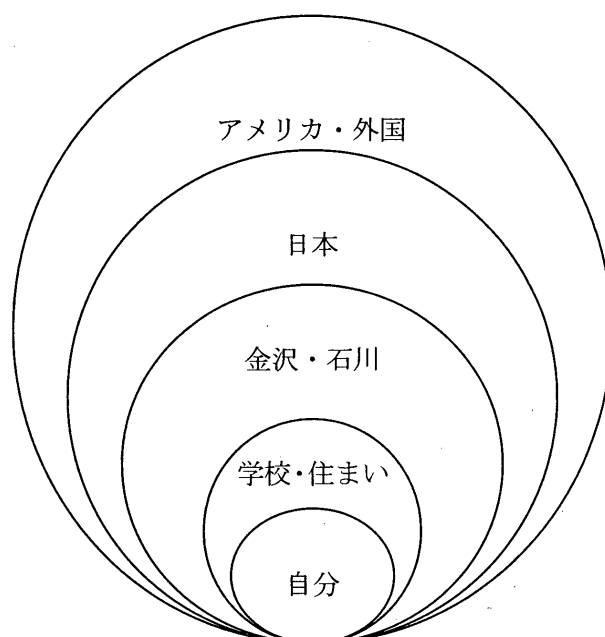 アメリカ・外国
日本
金沢・石川
学校・住まい
自分